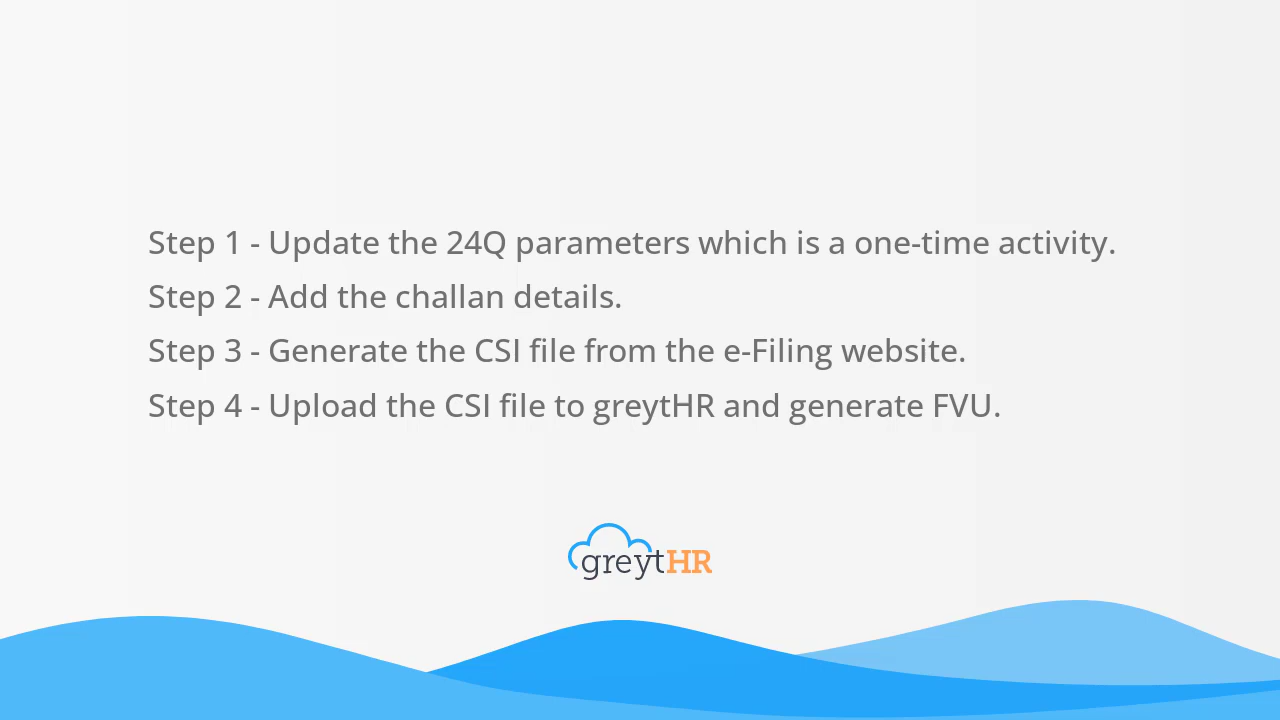 Step 1 - Update the 24Q parameters which is a one-time activity.
Step 2 - Add the challan details.
Step 3 - Generate the CSI file from the e-Filing website.
Step 4 - Upload the CSI file to greytHR and generate FVU.
greytHR